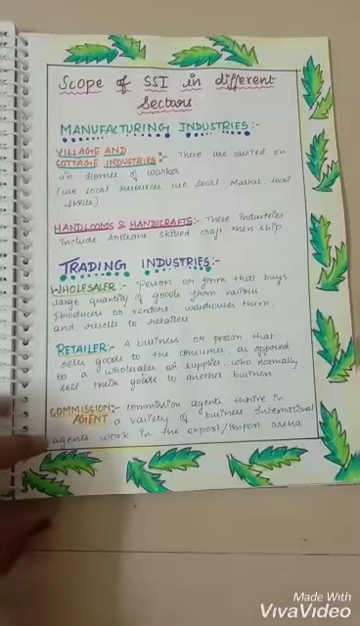 Scope of SSI in different
Sectors.
MANUFACTURING INDUSTRIES:-
VILLAGE AND
COTTAGE INDUSTRIES:- These are carried on
in homes of worker
(use local resources use local market local
skills)
HANDLOOMS & HANDICRAFTS:- These industries
include Artisans skilled craft men ship
TRADING INDUSTRIES:-
WHOLESALER:- Person or firm that buys
large quantity of goods from various
producers or vendors warehouses them,
and resells to retailers
RETAILER:- A business or person that
sells goods to the consumer, as opposed
to a wholesaler or supplier, who normally
sell their goods to another business
COMMISSION:- Commission agents thrive in
AGENT a variety of business International
agents work in the export/import arena
Made With
VivaVideo